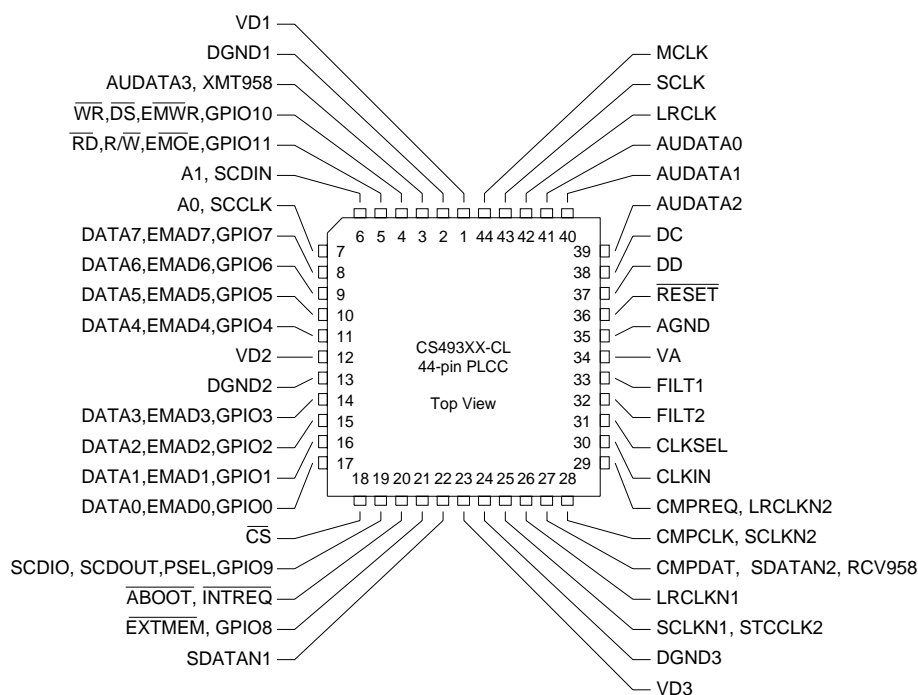 VD1
DGND1
AUDATA3, XMT958
WR,DS,EMWR,GPIO10
RD,R/W,EMOE,GPIO11
A1, SCDIN
A0, SCCLK
DATA7,EMAD7,GPIO7
DATA6,EMAD6,GPIO6
DATA5,EMAD5,GPIO5
DATA4,EMAD4,GPIO4
VD2
DGND2
DATA3,EMAD3,GPIO3
DATA2,EMAD2,GPIO2
DATA1,EMAD1,GPIO1
DATA0,EMAD0,GPIO0
CS
SCDIO, SCDOUT,PSEL,GPIO9
ABOOT, INTREQ
EXTMEM, GPIO8
SDATAN1
6 5 4 3 2 1 44 43 42 41 40
7
8
9
10
11
12
13
14
15
16
17
CS493XX-CL
44-pin PLCC
Top View
39
38
37
36
35
34
33
32
31
30
29
18 19 20 21 22 23 24 25 26 27 28
MCLK
SCLK
LRCLK
AUDATA0
AUDATA1
AUDATA2
DC
DD
RESET
AGND
VA
FILT1
FILT2
CLKSEL
CLKIN
CMPREQ, LRCLKN2
CMPCLK, SCLKN2
CMPDAT, SDATAN2, RCV958
LRCLKN1
SCLKN1, STCCLK2
DGND3
VD3